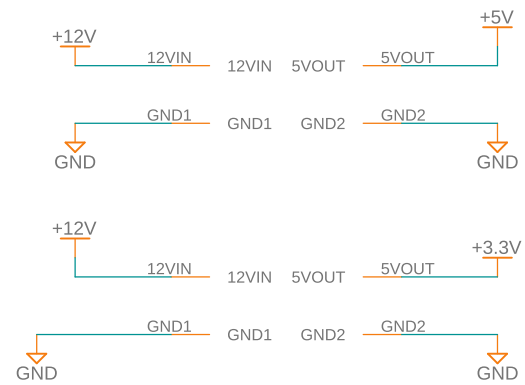 +12V +5V
12VIN 12VIN 5VOUT 5VOUT
GND1 GND1 GND2 GND2
GND GND
+12V +3.3V
12VIN 12VIN 5VOUT 5VOUT
GND1 GND1 GND2 GND2
GND GND